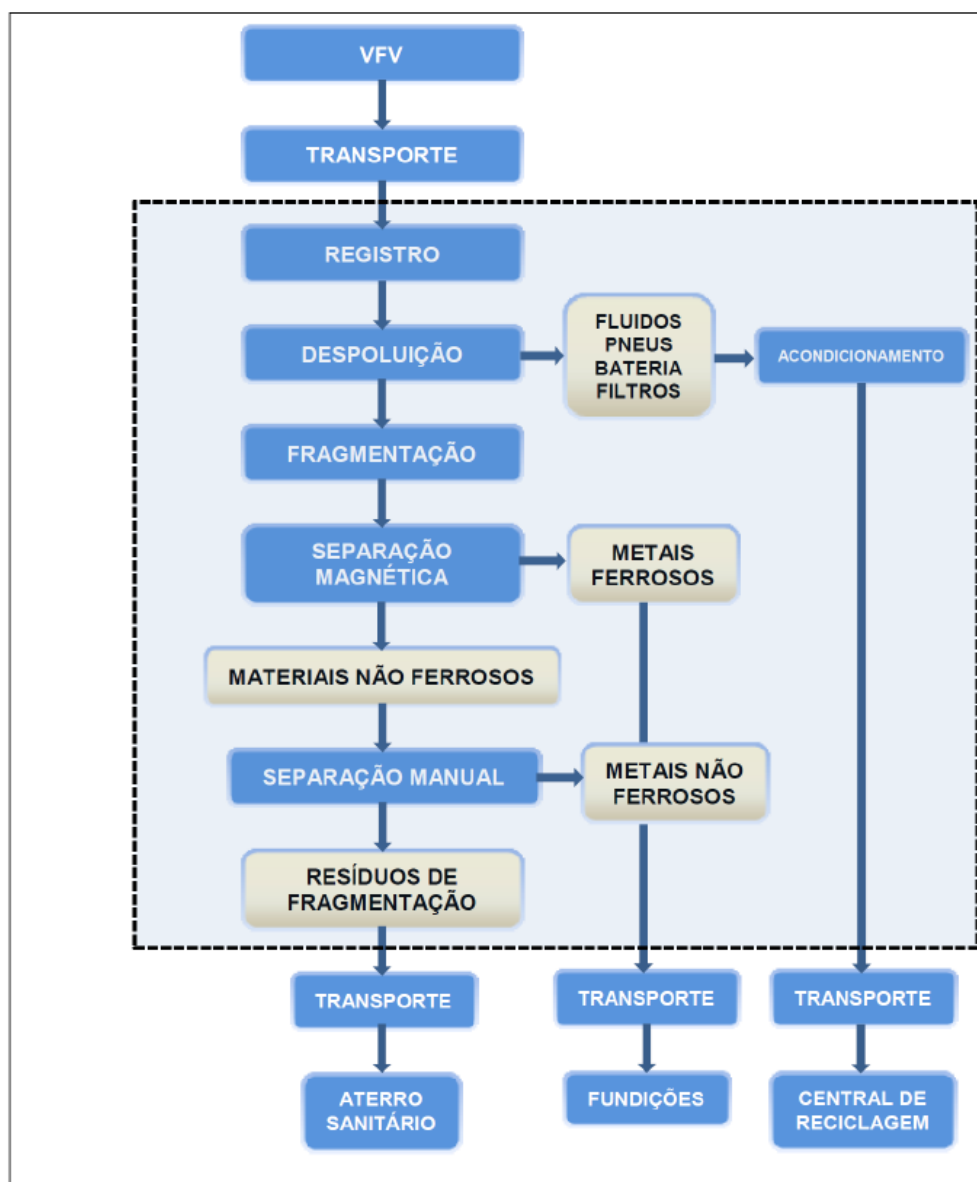 VFV
TRANSPORTE
REGISTRO
DESPOLUIÇÃO
FLUIDOS
PNEUS
BATERIA
FILTROS
ACONDICIONAMENTO
FRAGMENTAÇÃO
SEPARAÇÃO
MAGNÉTICA
METAIS
FERROSOS
MATERIAIS NÃO FERROSOS
SEPARAÇÃO MANUAL
METAIS NÃO
FERROSOS
RESÍDUOS DE
FRAGMENTAÇÃO
TRANSPORTE
TRANSPORTE
TRANSPORTE
ATERRO
SANITÁRIO
FUNDIÇÕES
CENTRAL DE
RECICLAGEM